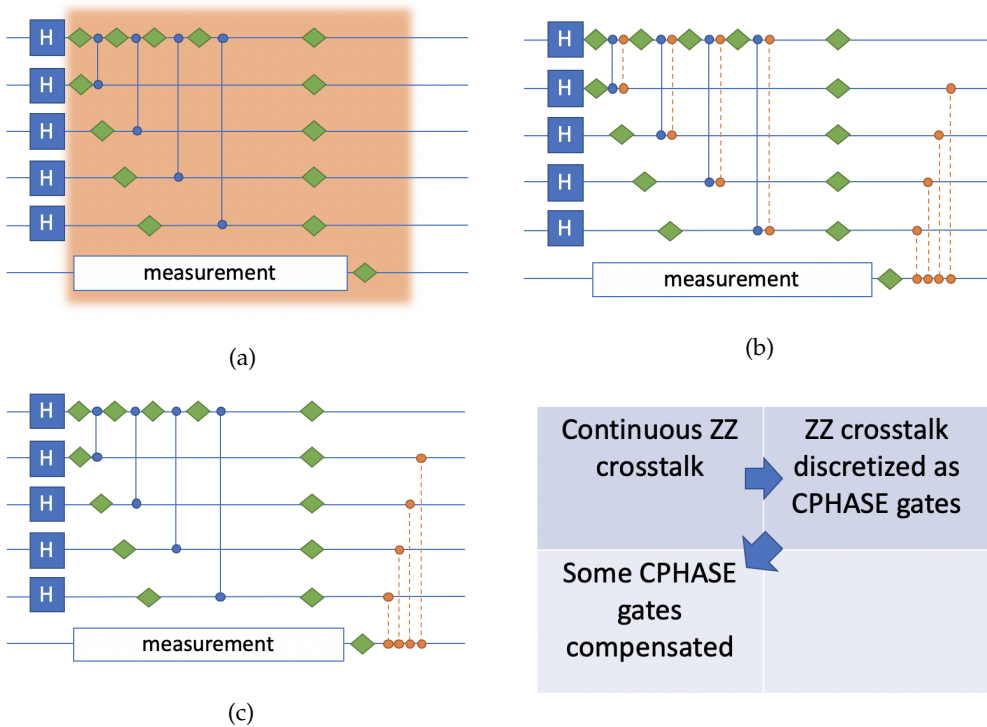 H
H
H
H
H
measurement
(a)
H
H
H
H
H
measurement
(b)
H
H
H
H
H
measurement
(c)
Continuous ZZ
crosstalk
ZZ crosstalk
discretized as
CPHASE gates
Some CPHASE
gates
compensated